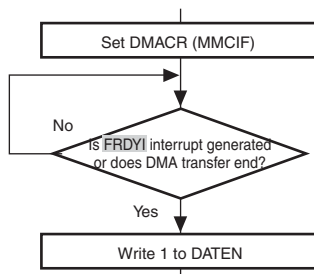 Set DMACR (MMCIF)
No
Is FRDYI interrupt generated
or does DMA transfer end?
Yes
Write 1 to DATEN